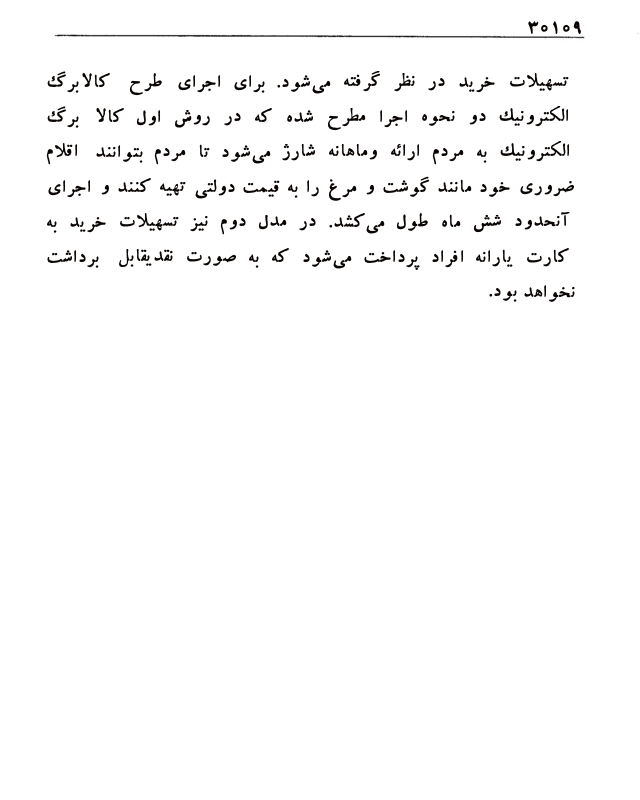 ۳۰۱۰۹
تسهیلات خرید در نظر گرفته می‌شود. برای اجرای طرح کالابرگ
الکترونیك دو نحوه اجرا مطرح شده که در روش اول کالا برگ
الکترونیك به مردم ارائه وماهانه شارژ می‌شود تا مردم بتوانند اقلام
ضروری خود مانند گوشت و مرغ را به قیمت دولتی تهیه کنند و اجرای
آنحدود شش ماه طول می‌کشد. در مدل دوم نیز تسهیلات خرید به
کارت یارانه افراد پرداخت می‌شود که به صورت نقدیقابل برداشت
نخواهد بود.